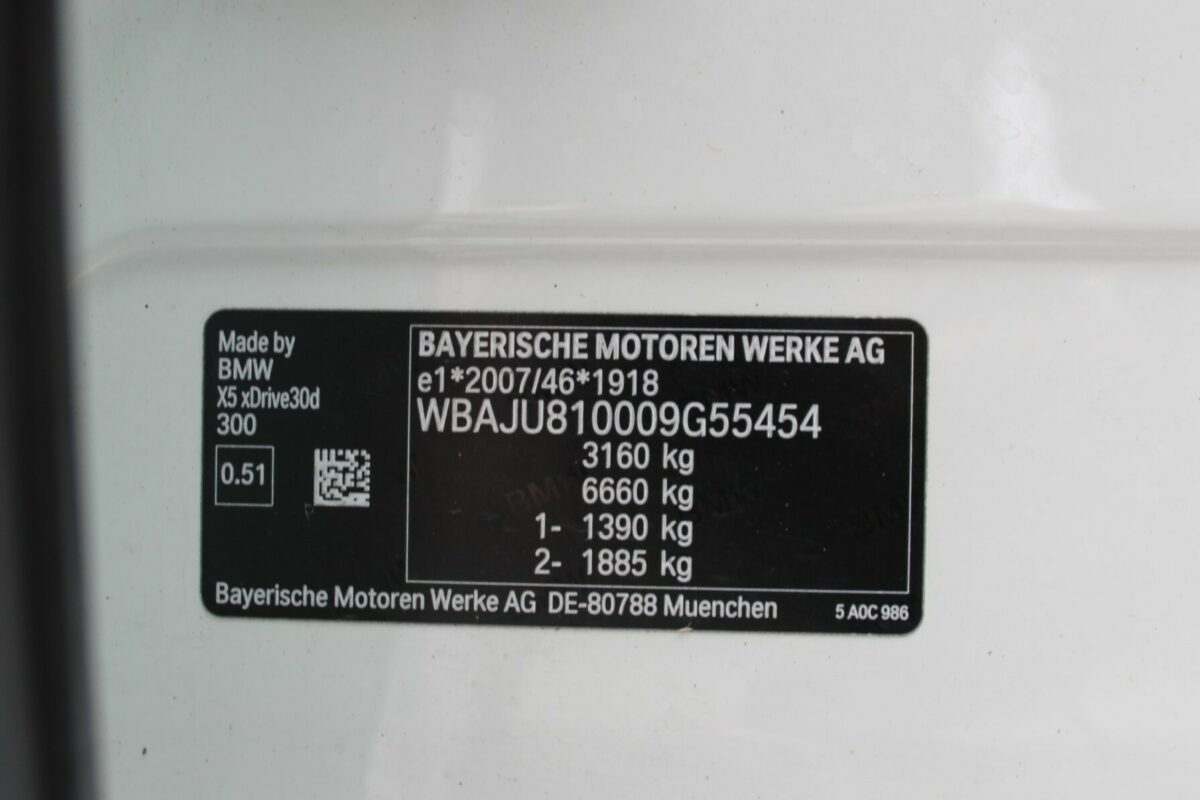 Made by
BMW
X5 xDrive30d
300
0.51
BAYERISCHE MOTOREN WERKE AG
e1*2007/46*1918
WBAJU810009G55454
3160 kg
6660 kg
1- 1390 kg
2- 1885 kg
Bayerische Motoren Werke AG DE-80788 Muenchen
5 A0C 986